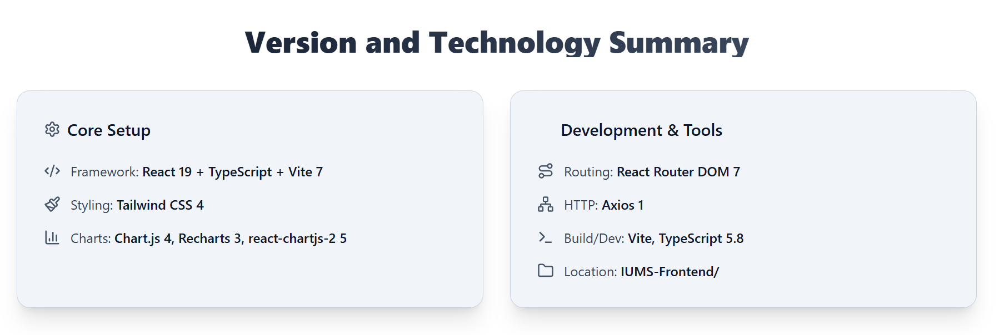 Version and Technology Summary
Core Setup
Framework: React 19 + TypeScript + Vite 7
Styling: Tailwind CSS 4
Charts: Chart.js 4, Recharts 3, react-chartjs-2 5
Development & Tools
Routing: React Router DOM 7
HTTP: Axios 1
Build/Dev: Vite, TypeScript 5.8
Location: IUMS-Frontend/